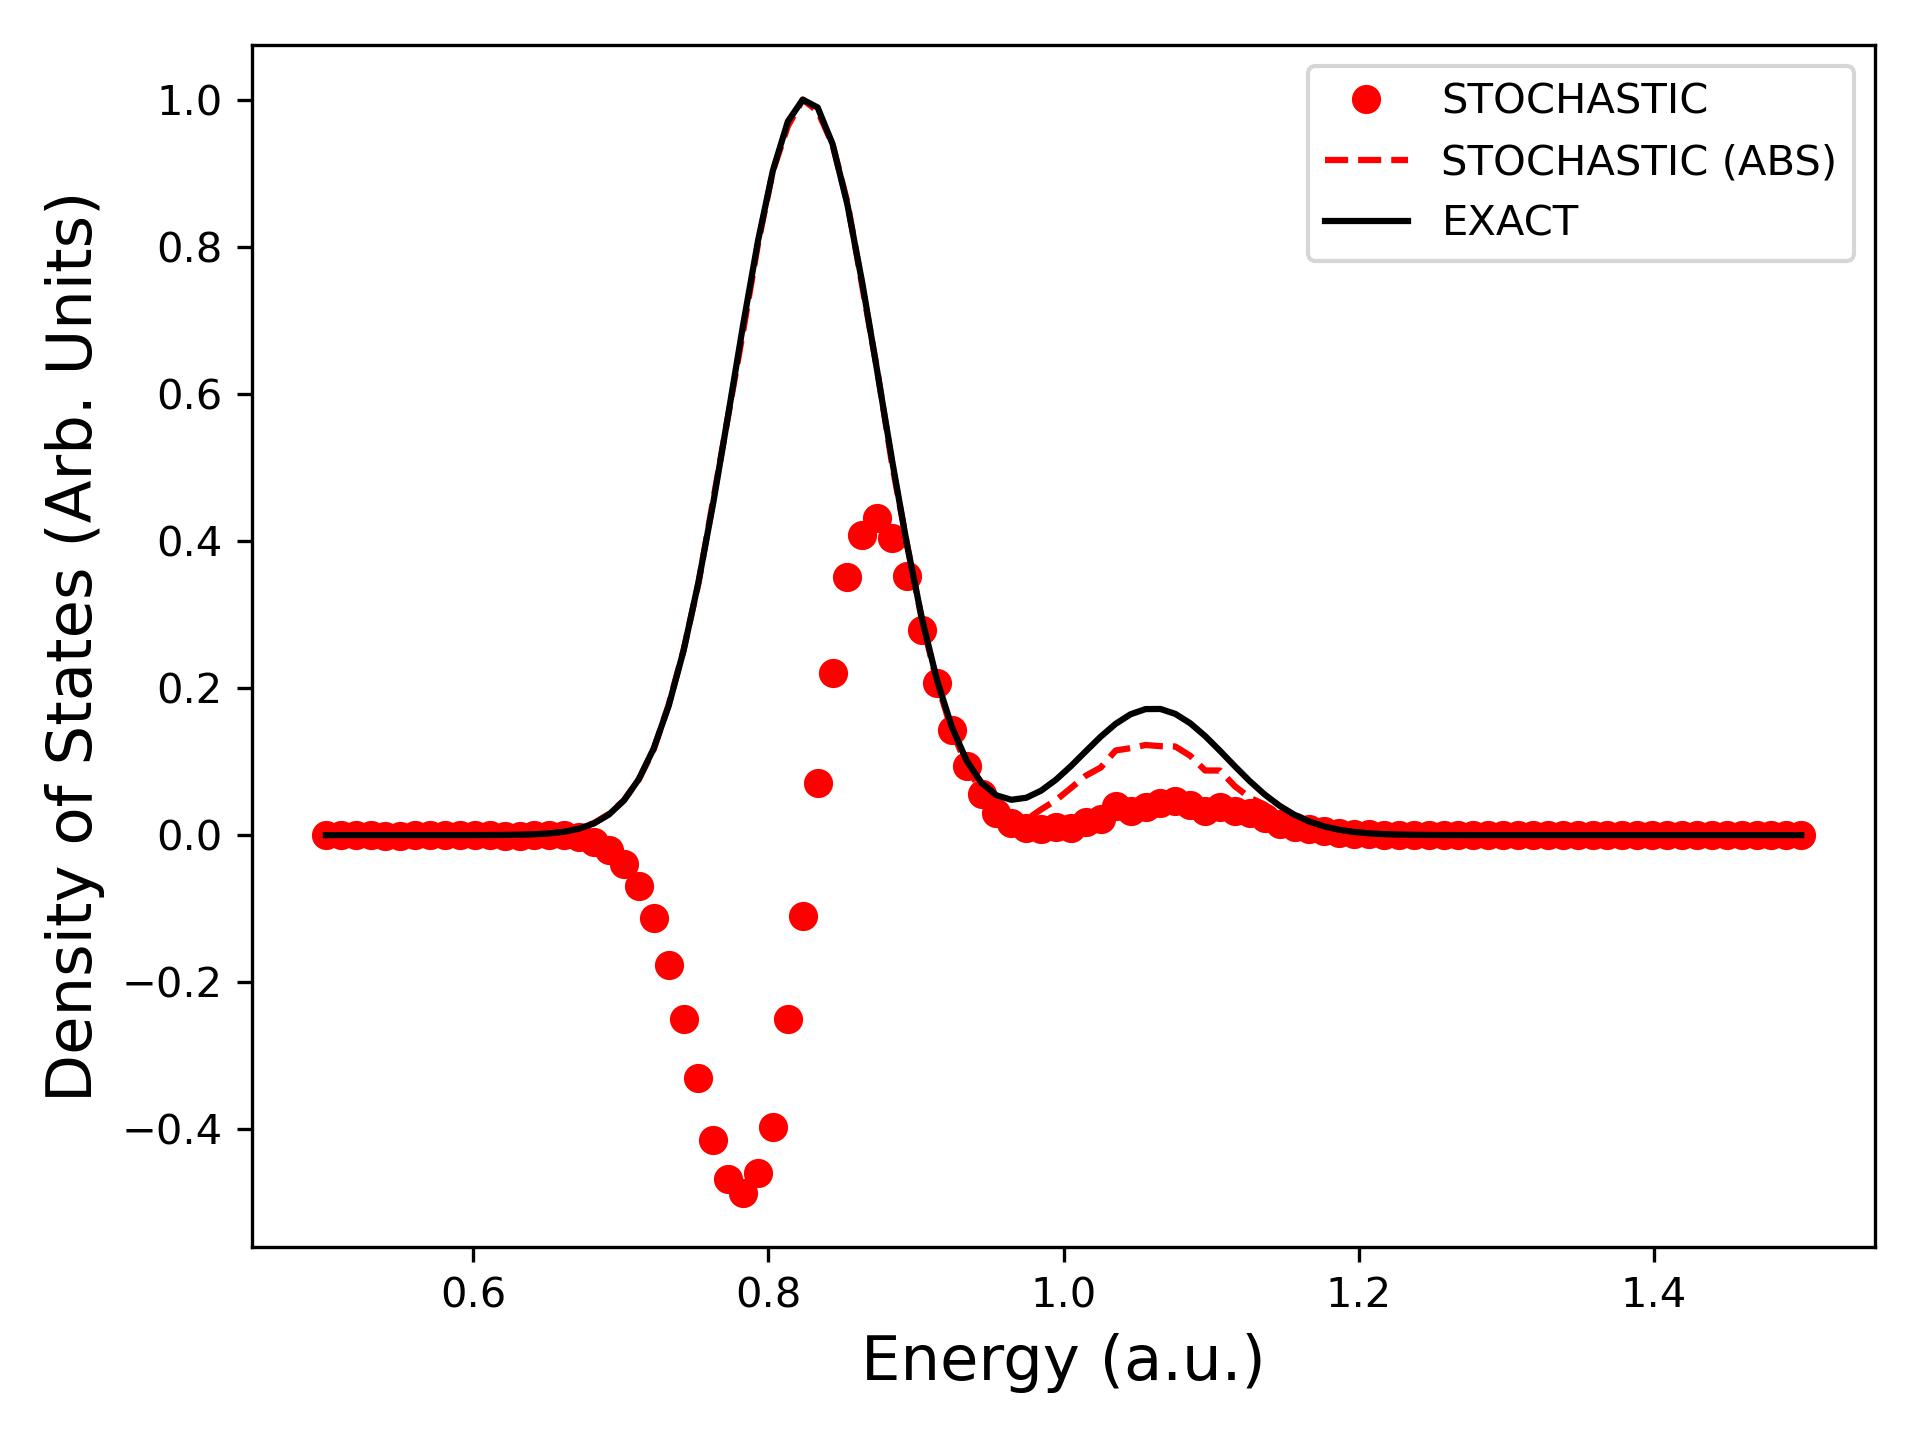 Density of States (Arb. Units)
1.0
0.8
0.6
0.4
0.2
0.0
−0.2
−0.4
STOCHASTIC
STOCHASTIC (ABS)
EXACT
0.6 0.8 1.0 1.2 1.4
Energy (a.u.)